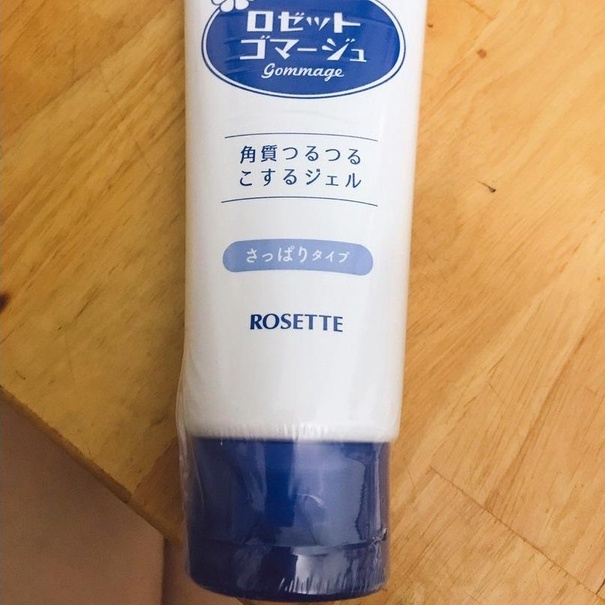 ロゼット
ゴマージュ
Gommage
角質つるつる
こするジェル
さっぱりタイプ
ROSETTE